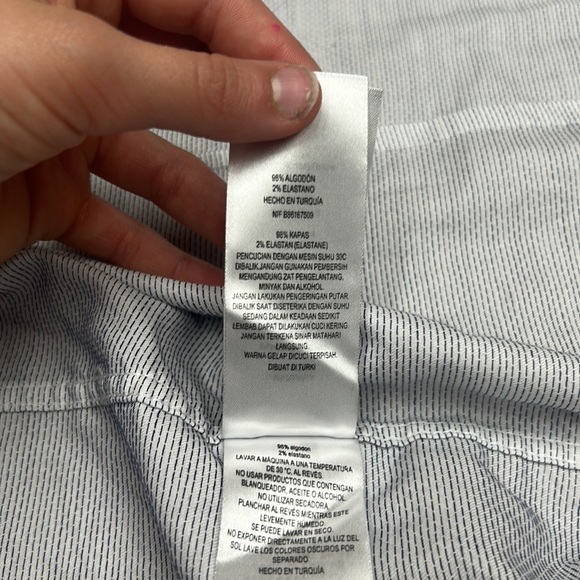 98% ALGODÓN
2% ELASTANO
HECHO EN TURQUÍA
NIF B86167509
98% KAPAS
2% ELASTAN (ELASTANE)
PENCUCIAN DENGAN MESIN SUHU 30C
DIBALIK.JANGAN GUNAKAN PEMBERSIH
MENGANDUNG ZAT PENGELANTANG,
MINYAK DAN ALKOHOL.
JANGAN LAKUKAN PENGERINGAN PUTAR.
DIBALIK SAAT DISETERIKA DENGAN SUHU
SEDANG DALAM KEADAAN SEDIKIT
LEMBAB DAPAT DILAKUKAN CUCI KERING.
JANGAN TERKENA SINAR MATAHARI
LANGSUNG.
WARNA GELAP DICUCI TERPISAH.
DIBUAT DI TURKI
98% algodon
2% elastano
LAVAR A MÁQUINA A UNA TEMPERATURA
DE 30 °C, AL REVÉS
NO USAR PRODUCTOS QUE CONTENGAN
BLANQUEADOR, ACEITE O ALCOHOL.
NO UTILIZAR SECADORA
PLANCHAR AL REVÉS MIENTRAS ESTE
LEVEMENTE HÚMEDO.
SE PUEDE LAVAR EN SECO.
NO EXPONER DIRECTAMENTE A LA LUZ DEL
SOL LAVE LOS COLORES OSCUROS POR
SEPARADO.
HECHO EN TURQUÍA